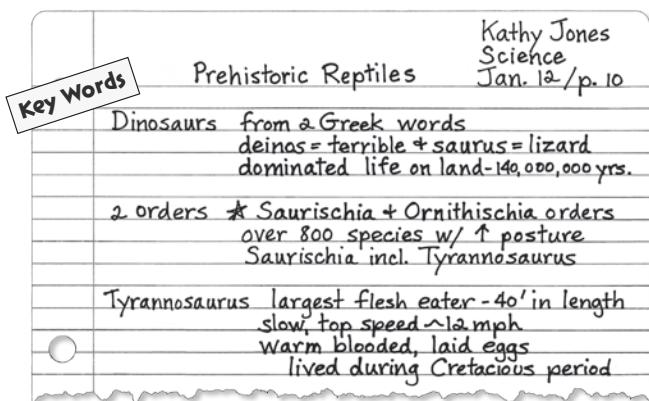 Kathy Jones
Science
Prehistoric Reptiles Jan. 12/p. 10
Key Words
Dinosaurs from 2 Greek words
deinos = terrible + saurus = lizard
dominated life on land - 140,000,000 yrs.
2 orders * Saurischia + Ornithischia orders
over 800 species w/ ↑ posture
Saurischia incl. Tyrannosaurus
Tyrannosaurus largest flesh eater - 40' in length
slow, top speed ~12 mph
warm blooded, laid eggs
lived during Cretacious period